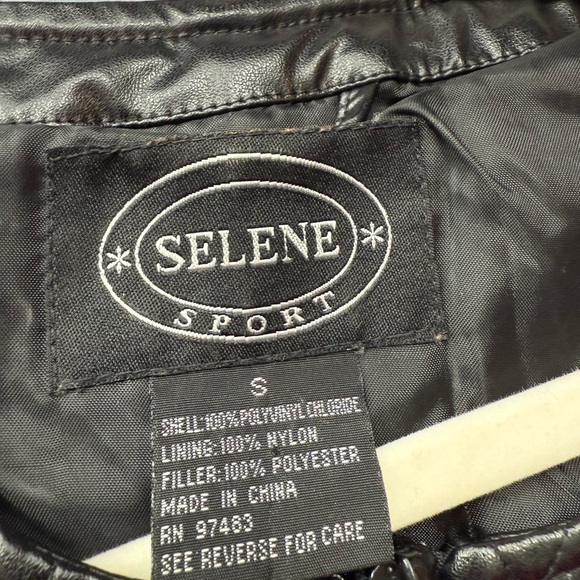 * SELENE *
SPORT
S
SHELL:100% POLYVINYL CHLORIDE
LINING:100% NYLON
FILLER:100% POLYESTER
MADE IN CHINA
RN 97483
SEE REVERSE FOR CARE